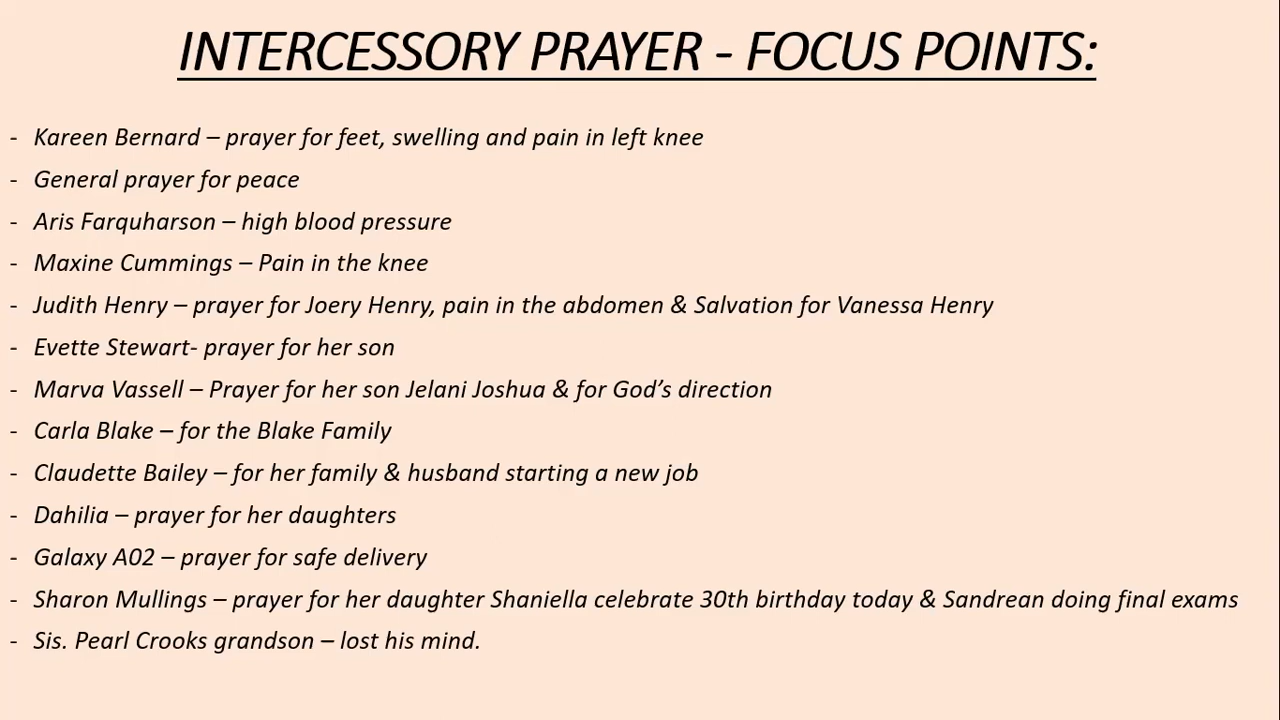 INTERCESSORY PRAYER - FOCUS POINTS:
- Kareen Bernard – prayer for feet, swelling and pain in left knee
- General prayer for peace
- Aris Farquharson – high blood pressure
- Maxine Cummings – Pain in the knee
- Judith Henry – prayer for Joery Henry, pain in the abdomen & Salvation for Vanessa Henry
- Evette Stewart- prayer for her son
- Marva Vassell – Prayer for her son Jelani Joshua & for God’s direction
- Carla Blake – for the Blake Family
- Claudette Bailey – for her family & husband starting a new job
- Dahilia – prayer for her daughters
- Galaxy A02 – prayer for safe delivery
- Sharon Mullings – prayer for her daughter Shaniella celebrate 30th birthday today & Sandrean doing final exams
- Sis. Pearl Crooks grandson – lost his mind.